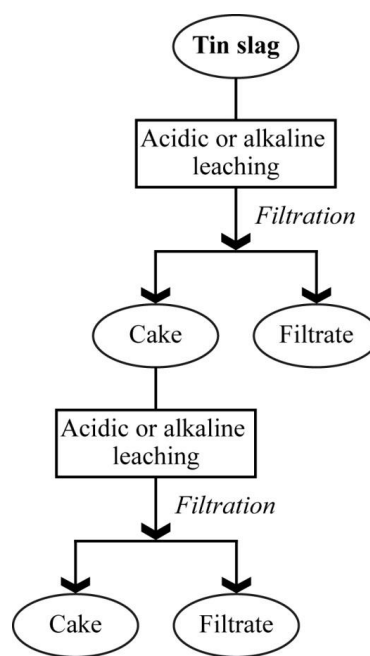 Tin slag
Acidic or alkaline
leaching
Filtration
Cake
Filtrate
Acidic or alkaline
leaching
Filtration
Cake
Filtrate